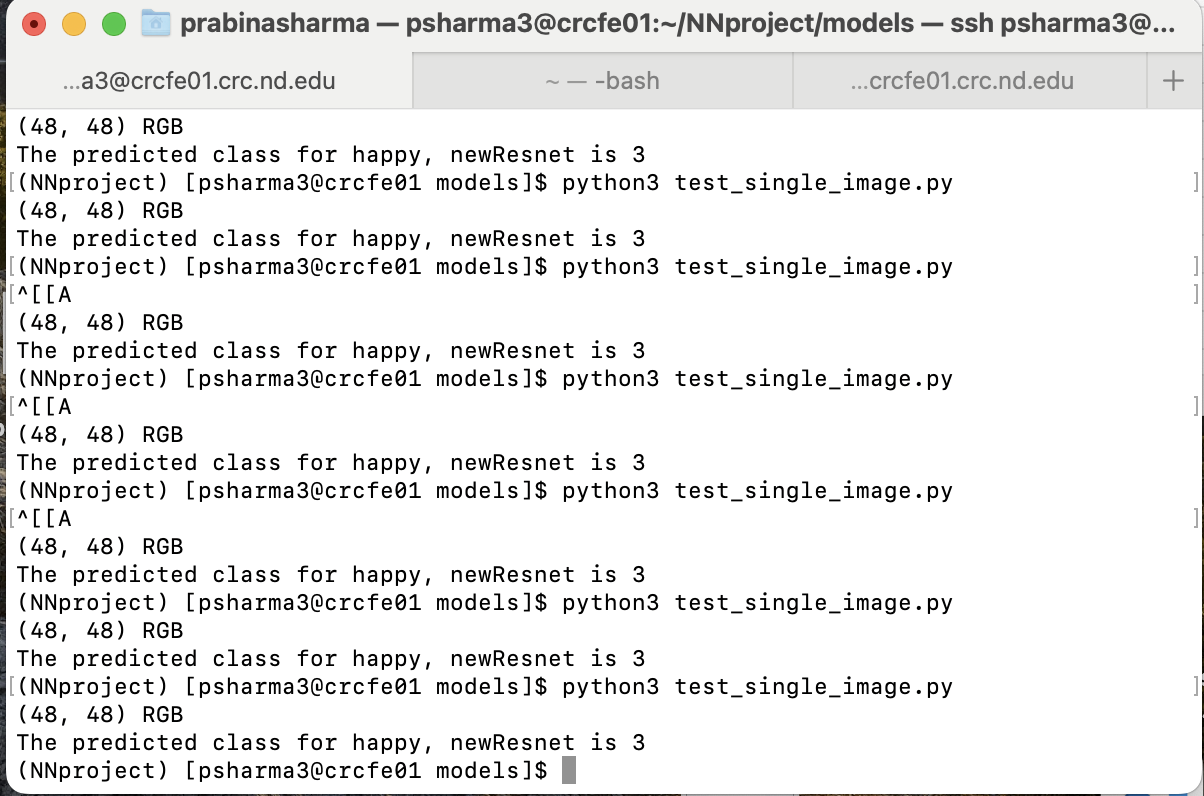 prabinasharma — psharma3@crcfe01:~/NNproject/models — ssh psharma3@...
...a3@crcfe01.crc.nd.edu
~ — -bash
...crcfe01.crc.nd.edu
+
(48, 48) RGB
The predicted class for happy, newResnet is 3
[(NNproject) [psharma3@crcfe01 models]$ python3 test_single_image.py ]
(48, 48) RGB
The predicted class for happy, newResnet is 3
[(NNproject) [psharma3@crcfe01 models]$ python3 test_single_image.py ]
[^[[A ]
(48, 48) RGB
The predicted class for happy, newResnet is 3
(NNproject) [psharma3@crcfe01 models]$ python3 test_single_image.py
[^[[A ]
(48, 48) RGB
The predicted class for happy, newResnet is 3
(NNproject) [psharma3@crcfe01 models]$ python3 test_single_image.py
[^[[A ]
(48, 48) RGB
The predicted class for happy, newResnet is 3
(NNproject) [psharma3@crcfe01 models]$ python3 test_single_image.py
(48, 48) RGB
The predicted class for happy, newResnet is 3
[(NNproject) [psharma3@crcfe01 models]$ python3 test_single_image.py ]
(48, 48) RGB
The predicted class for happy, newResnet is 3
(NNproject) [psharma3@crcfe01 models]$